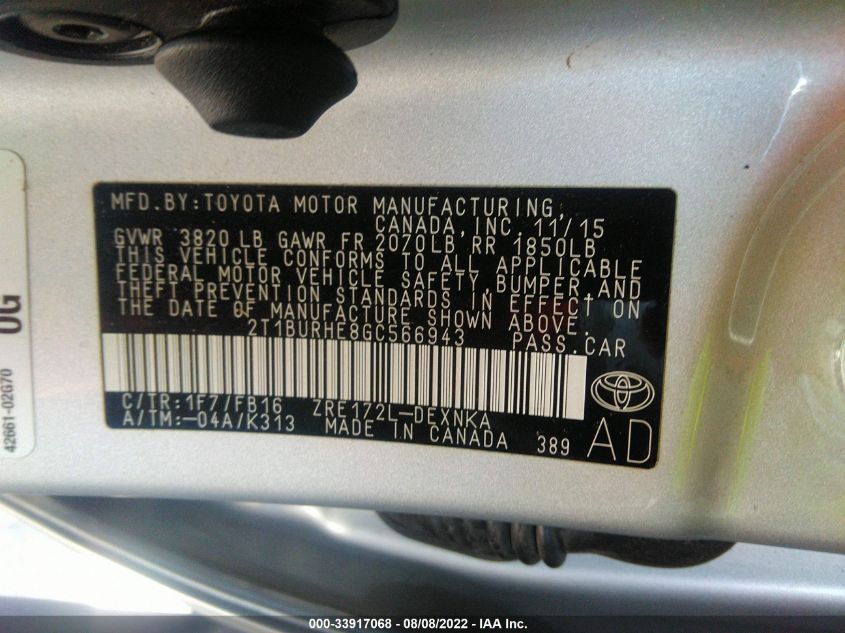 MFD. BY: TOYOTA MOTOR MANUFACTURING,
CANADA, INC. 11/15
GVWR 3820 LB GAWR FR 2070LB RR 1850LB
THIS VEHICLE CONFORMS TO ALL APPLICABLE
FEDERAL MOTOR VEHICLE SAFETY, BUMPER, AND
THEFT PREVENTION STANDARDS IN EFFECT ON
THE DATE OF MANUFACTURE SHOWN ABOVE.
2T1BURHE8GC566943 PASS. CAR
C/TR: 1F7/FB16 ZRE172L-DEXNKA
A/TM: -04A/K313 MADE IN CANADA 389
AD
0G
42661-02G70
000-33917068 - 08/08/2022 - IAA Inc.